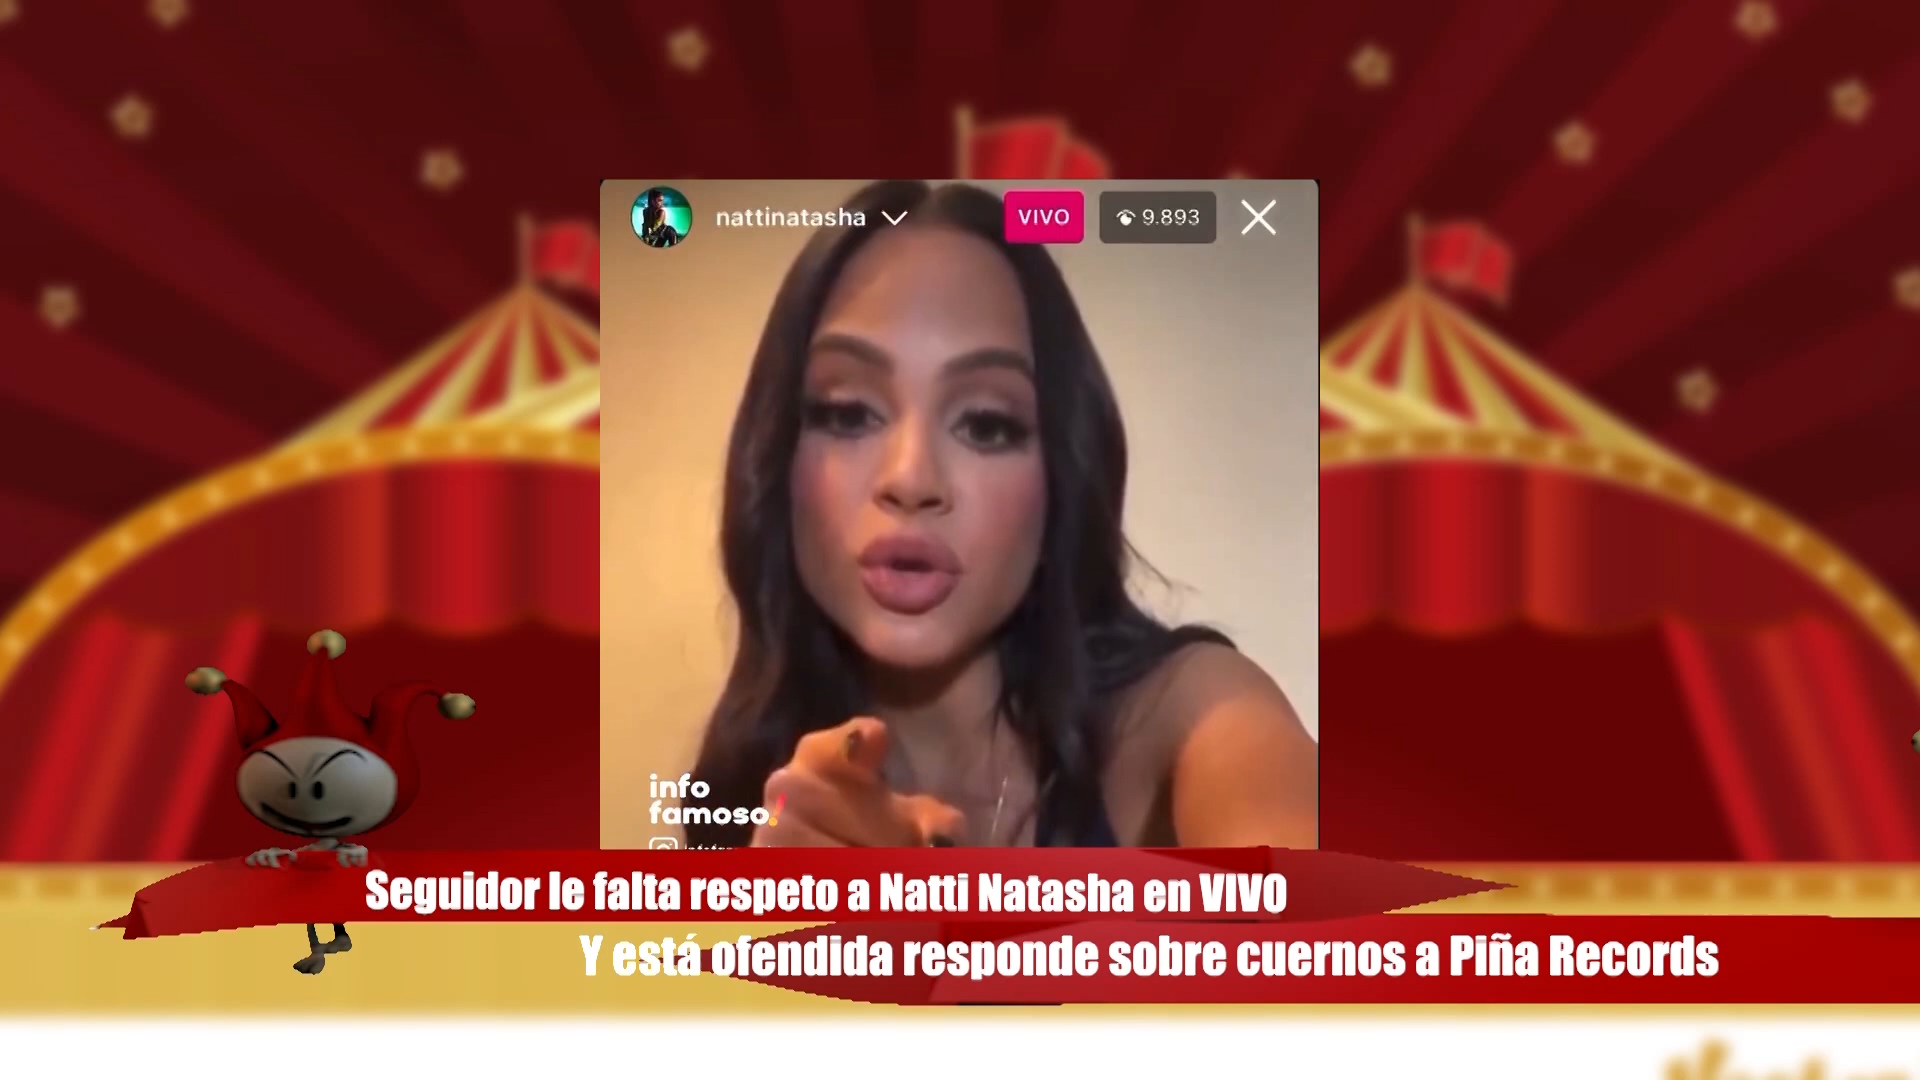 nattinatasha
VIVO
9.893
info
famoso!
Seguidor le falta respeto a Natti Natasha en VIVO
Y está ofendida responde sobre cuernos a Piña Records